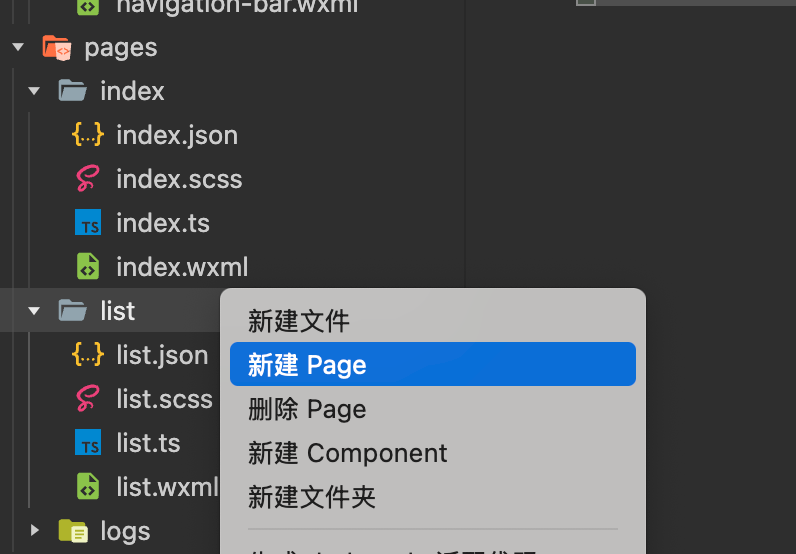 navigation-bar.wxml
pages
index
{..} index.json
index.scss
TS index.ts
index.wxml
list
{..} list.json
list.scss
TS list.ts
list.wxml
logs
新建文件
新建 Page
删除 Page
新建 Component
新建文件夹